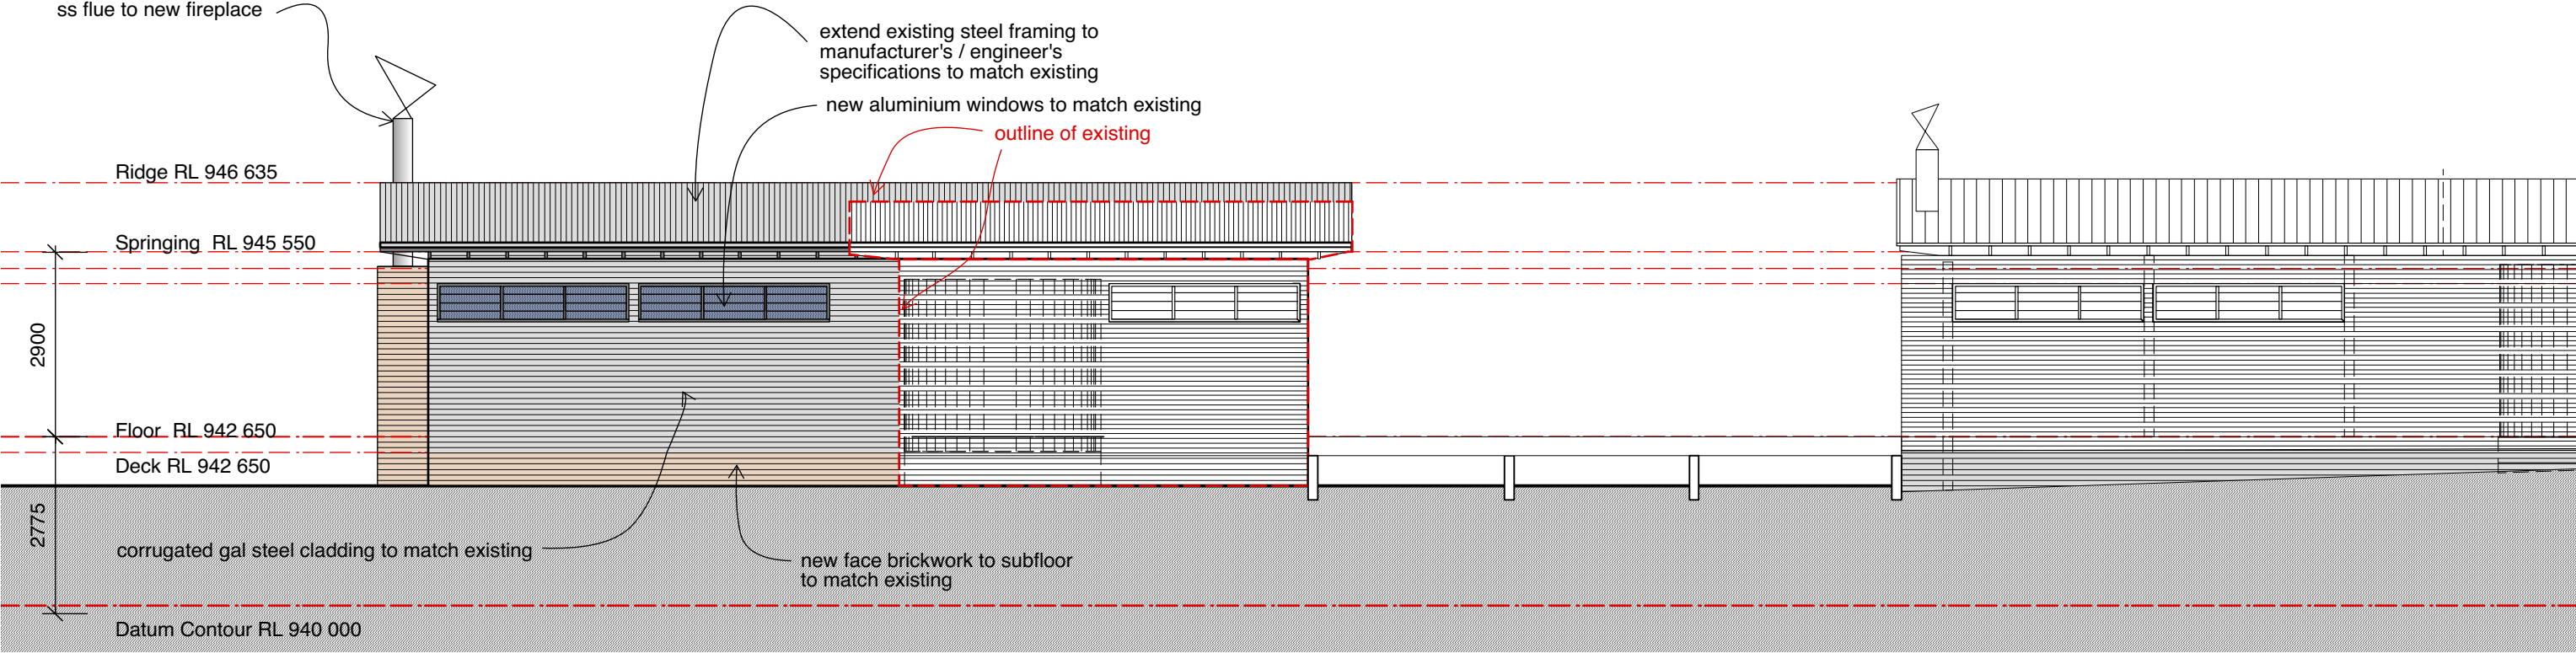 ss flue to new fireplace
extend existing steel framing to
manufacturer's / engineer's
specifications to match existing
new aluminium windows to match existing
outline of existing
Ridge RL 946 635
Springing RL 945 550
2900
Floor RL 942 650
Deck RL 942 650
2775
corrugated gal steel cladding to match existing
new face brickwork to subfloor
to match existing
Datum Contour RL 940 000